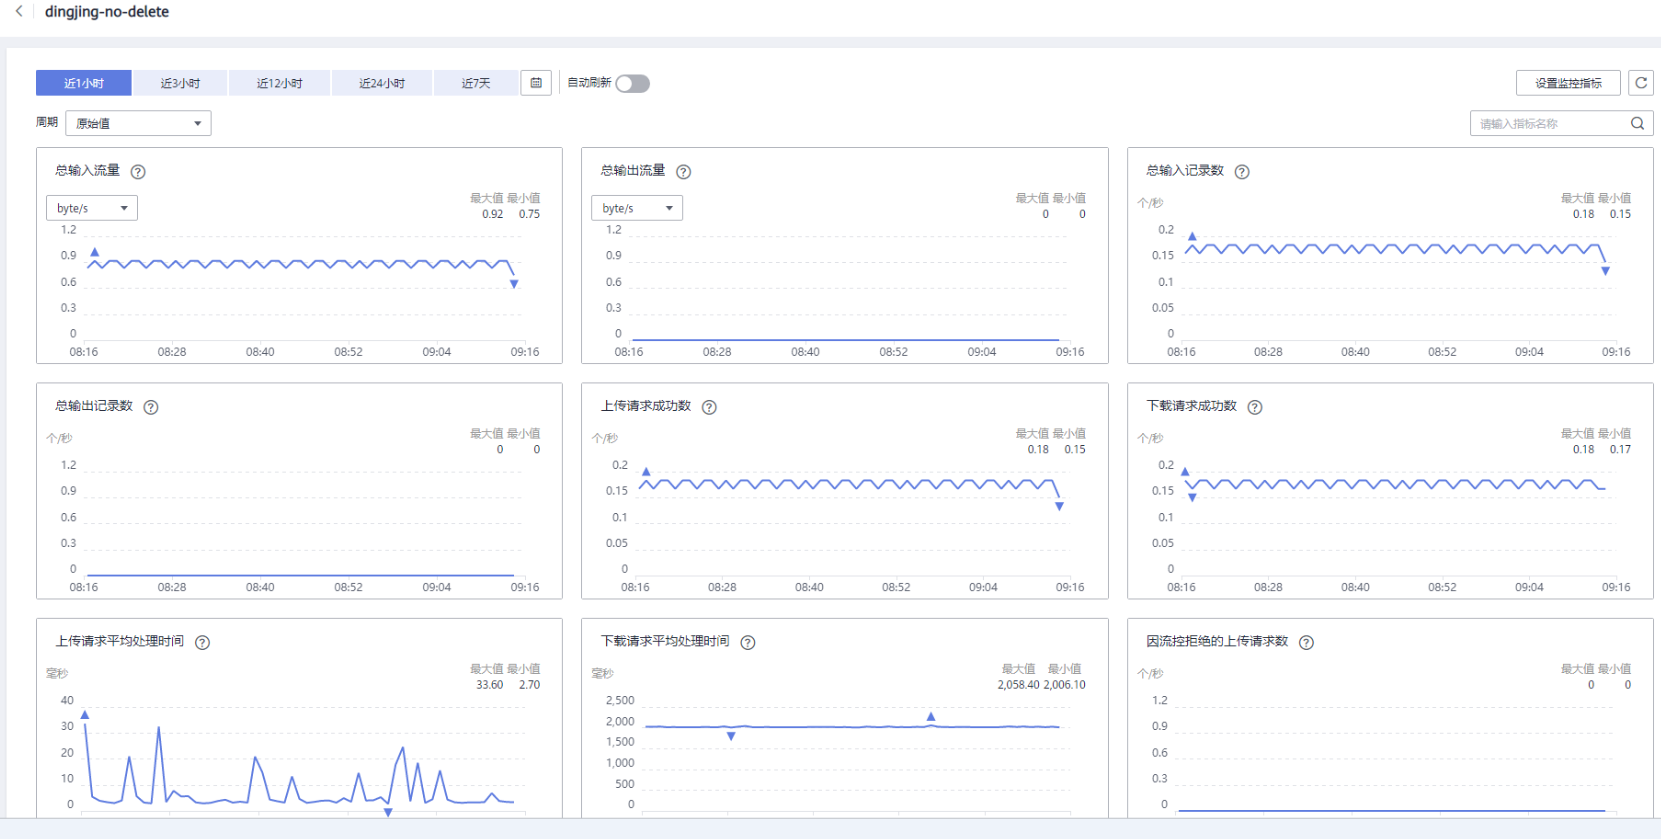 dingjing-no-delete
近1小时 近3小时 近12小时 近24小时 近7天 自动刷新 设置监控指标
周期 原始值 请输入指标名称
总输入流量
byte/s
最大值 最小值
0.92 0.75
1.2
0.9
0.6
0.3
0
08:16 08:28 08:40 08:52 09:04 09:16
总输出流量
byte/s
最大值 最小值
0 0
1.2
0.9
0.6
0.3
0
08:16 08:28 08:40 08:52 09:04 09:16
总输入记录数
个/秒
最大值 最小值
0.18 0.15
0.2
0.15
0.1
0.05
0
08:16 08:28 08:40 08:52 09:04 09:16
总输出记录数
个/秒
最大值 最小值
0 0
1.2
0.9
0.6
0.3
0
08:16 08:28 08:40 08:52 09:04 09:16
上传请求成功数
个/秒
最大值 最小值
0.18 0.15
0.2
0.15
0.1
0.05
0
08:16 08:28 08:40 08:52 09:04 09:16
下载请求成功数
个/秒
最大值 最小值
0.18 0.17
0.2
0.15
0.1
0.05
0
08:16 08:28 08:40 08:52 09:04 09:16
上传请求平均处理时间
毫秒
最大值 最小值
33.60 2.70
40
30
20
10
0
下载请求平均处理时间
毫秒
最大值 最小值
2,058.40 2,006.10
2,500
2,000
1,500
1,000
500
0
因流控拒绝的上传请求数
个/秒
最大值 最小值
0 0
1.2
0.9
0.6
0.3
0